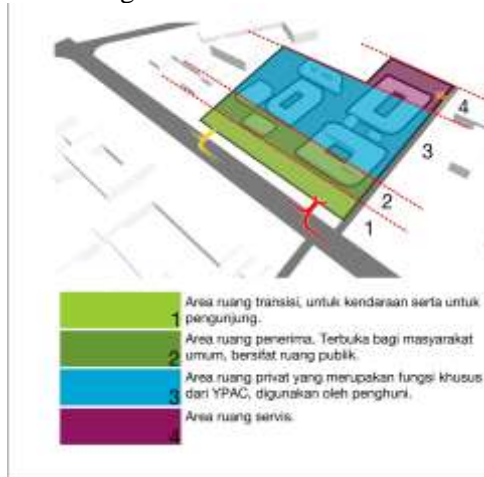 4
3
2
1
1 Area ruang transisi, untuk kendaraan serta untuk
pengunjung.
2 Area ruang penerima. Terbuka bagi masyarakat
umum, bersifat ruang publik.
3 Area ruang privat yang merupakan fungsi khusus
dari YPAC, digunakan oleh penghuni.
4 Area ruang servis.